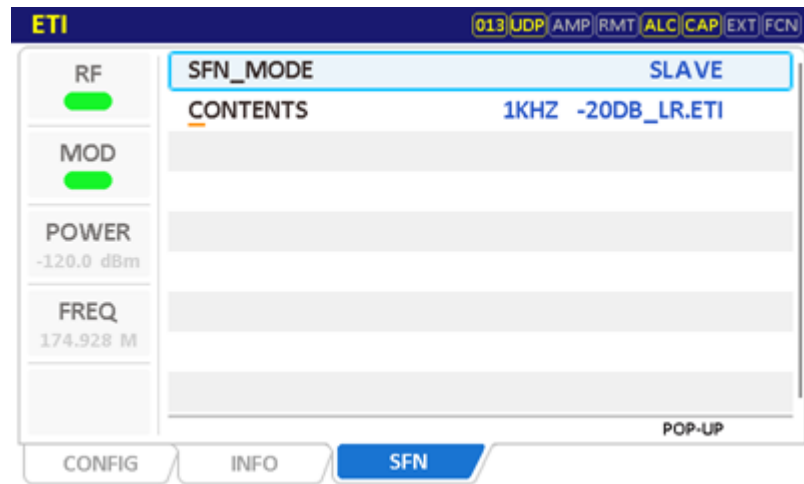 ETI 013 UDP AMP RMT ALC CAP EXT FCN
RF
MOD
POWER
-120.0 dBm
FREQ
174.928 M
SFN_MODE SLAVE
CONTENTS 1KHZ -20DB_LR.ETI
POP-UP
CONFIG INFO SFN